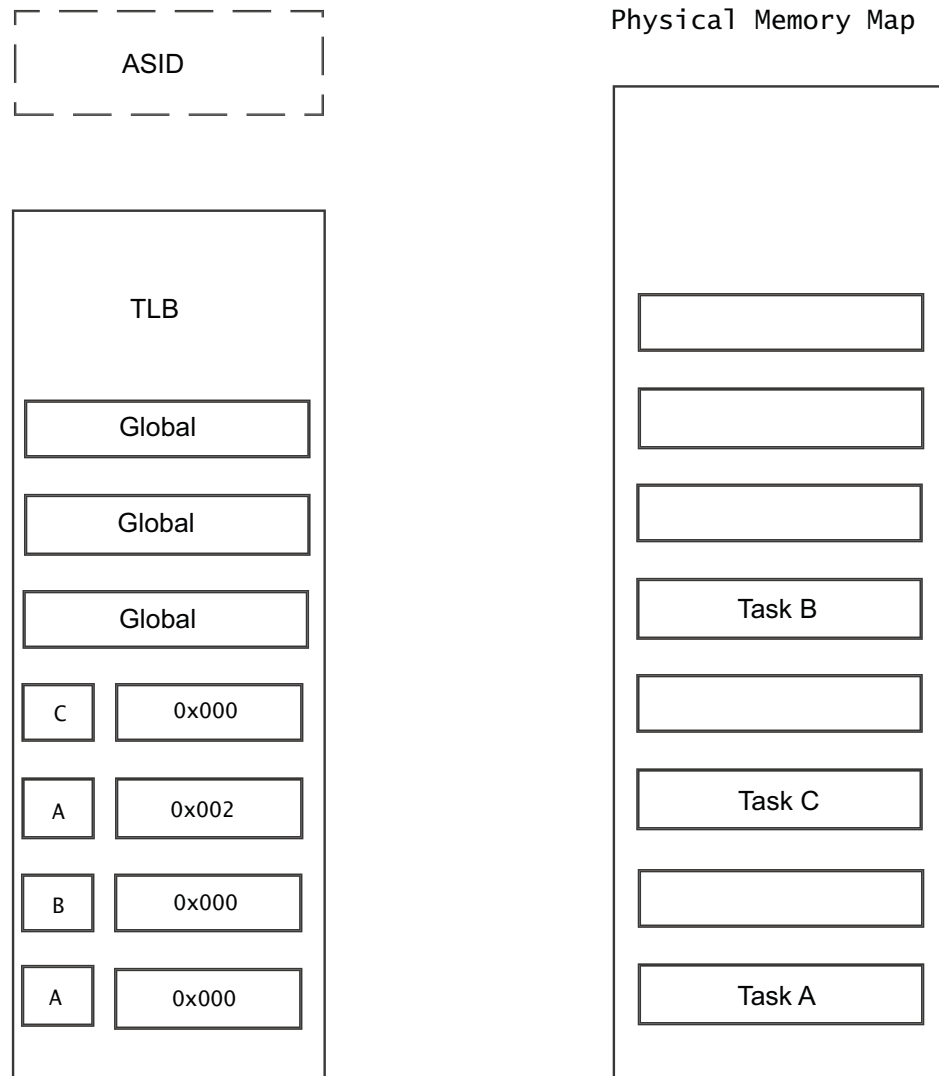 ASID
TLB
Global
Global
Global
C 0x000
A 0x002
B 0x000
A 0x000
Physical Memory Map
Task B
Task C
Task A